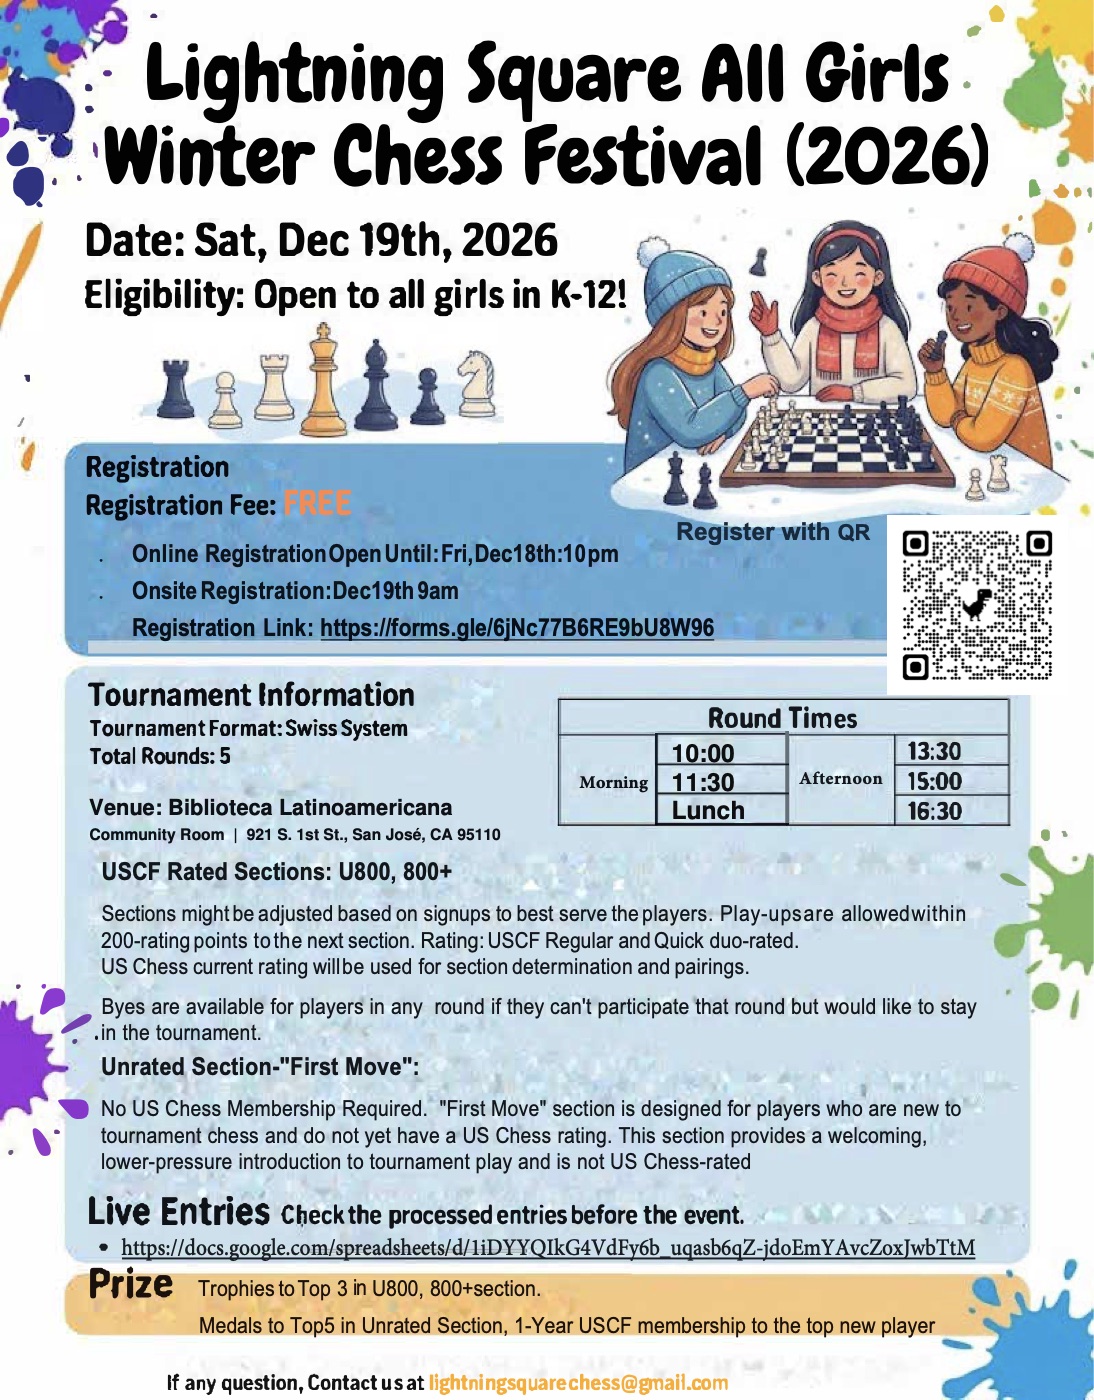 Lightning Square All Girls
Winter Chess Festival (2026)
Date: Sat, Dec 19th, 2026
Eligibility: Open to all girls in K-12!
Registration
Registration Fee: FREE
Register with QR
. Online Registration Open Until: Fri, Dec18th:10pm
. Onsite Registration: Dec19th 9am
Registration Link: https://forms.gle/6jNc77B6RE9bU8W96
Tournament Information
Tournament Format: Swiss System
Total Rounds: 5
Round Times
Morning
10:00
11:30
Lunch
Afternoon
13:30
15:00
16:30
Venue: Biblioteca Latinoamericana
Community Room | 921 S. 1st St., San José, CA 95110
USCF Rated Sections: U800, 800+
Sections might be adjusted based on signups to best serve the players. Play-ups are allowed within
200-rating points to the next section. Rating: USCF Regular and Quick duo-rated.
US Chess current rating will be used for section determination and pairings.
Byes are available for players in any round if they can't participate that round but would like to stay
in the tournament.
Unrated Section-"First Move":
No US Chess Membership Required. "First Move" section is designed for players who are new to
tournament chess and do not yet have a US Chess rating. This section provides a welcoming,
lower-pressure introduction to tournament play and is not US Chess-rated
Live Entries Check the processed entries before the event.
• https://docs.google.com/spreadsheets/d/1iDYYQIkG4VdFy6b_uqasb6qZ-jdoEmYAvcZoxJwbTtM
Prize Trophies to Top 3 in U800, 800+section.
Medals to Top5 in Unrated Section, 1-Year USCF membership to the top new player
If any question, Contact us at lightningsquarechess@gmail.com